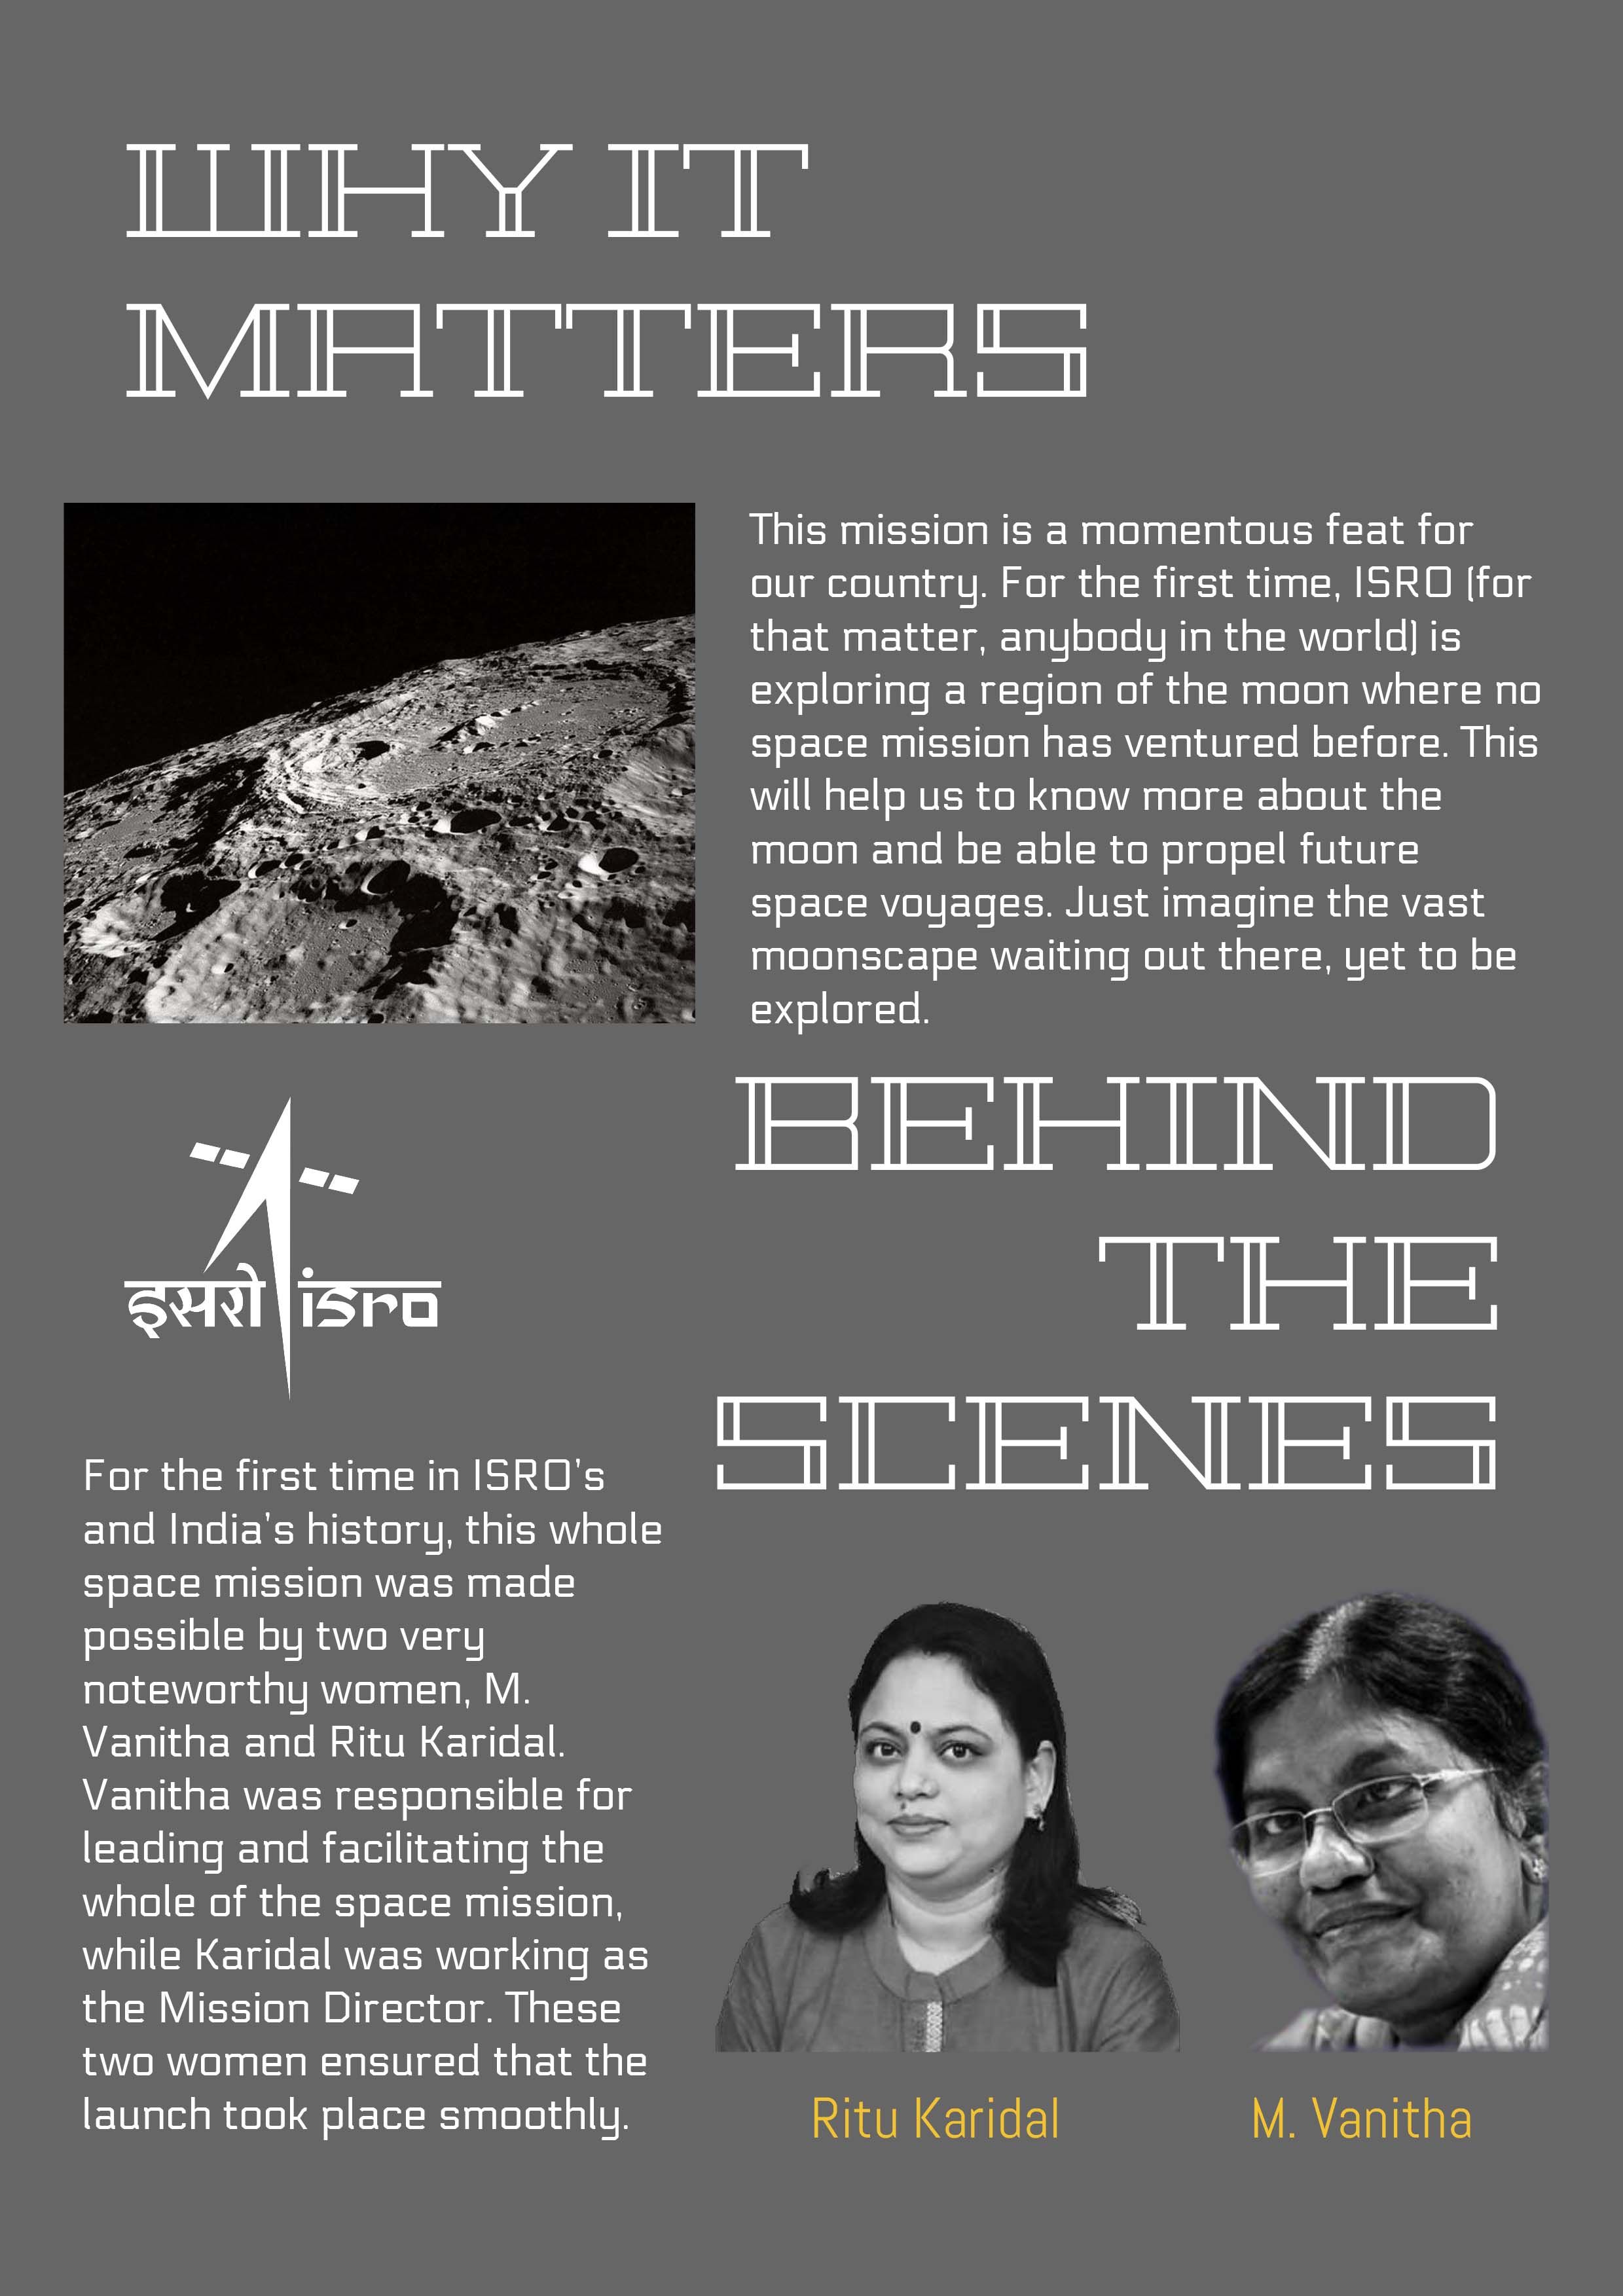 WHY IT
MATTERS
This mission is a momentous feat for
our country. For the first time, ISRO (for
that matter, anybody in the world) is
exploring a region of the moon where no
space mission has ventured before. This
will help us to know more about the
moon and be able to propel future
space voyages. Just imagine the vast
moonscape waiting out there, yet to be
explored.
BEHIND
THE
SCENES
इसरो isro
For the first time in ISRO's
and India's history, this whole
space mission was made
possible by two very
noteworthy women, M.
Vanitha and Ritu Karidal.
Vanitha was responsible for
leading and facilitating the
whole of the space mission,
while Karidal was working as
the Mission Director. These
two women ensured that the
launch took place smoothly.
Ritu Karidal
M. Vanitha